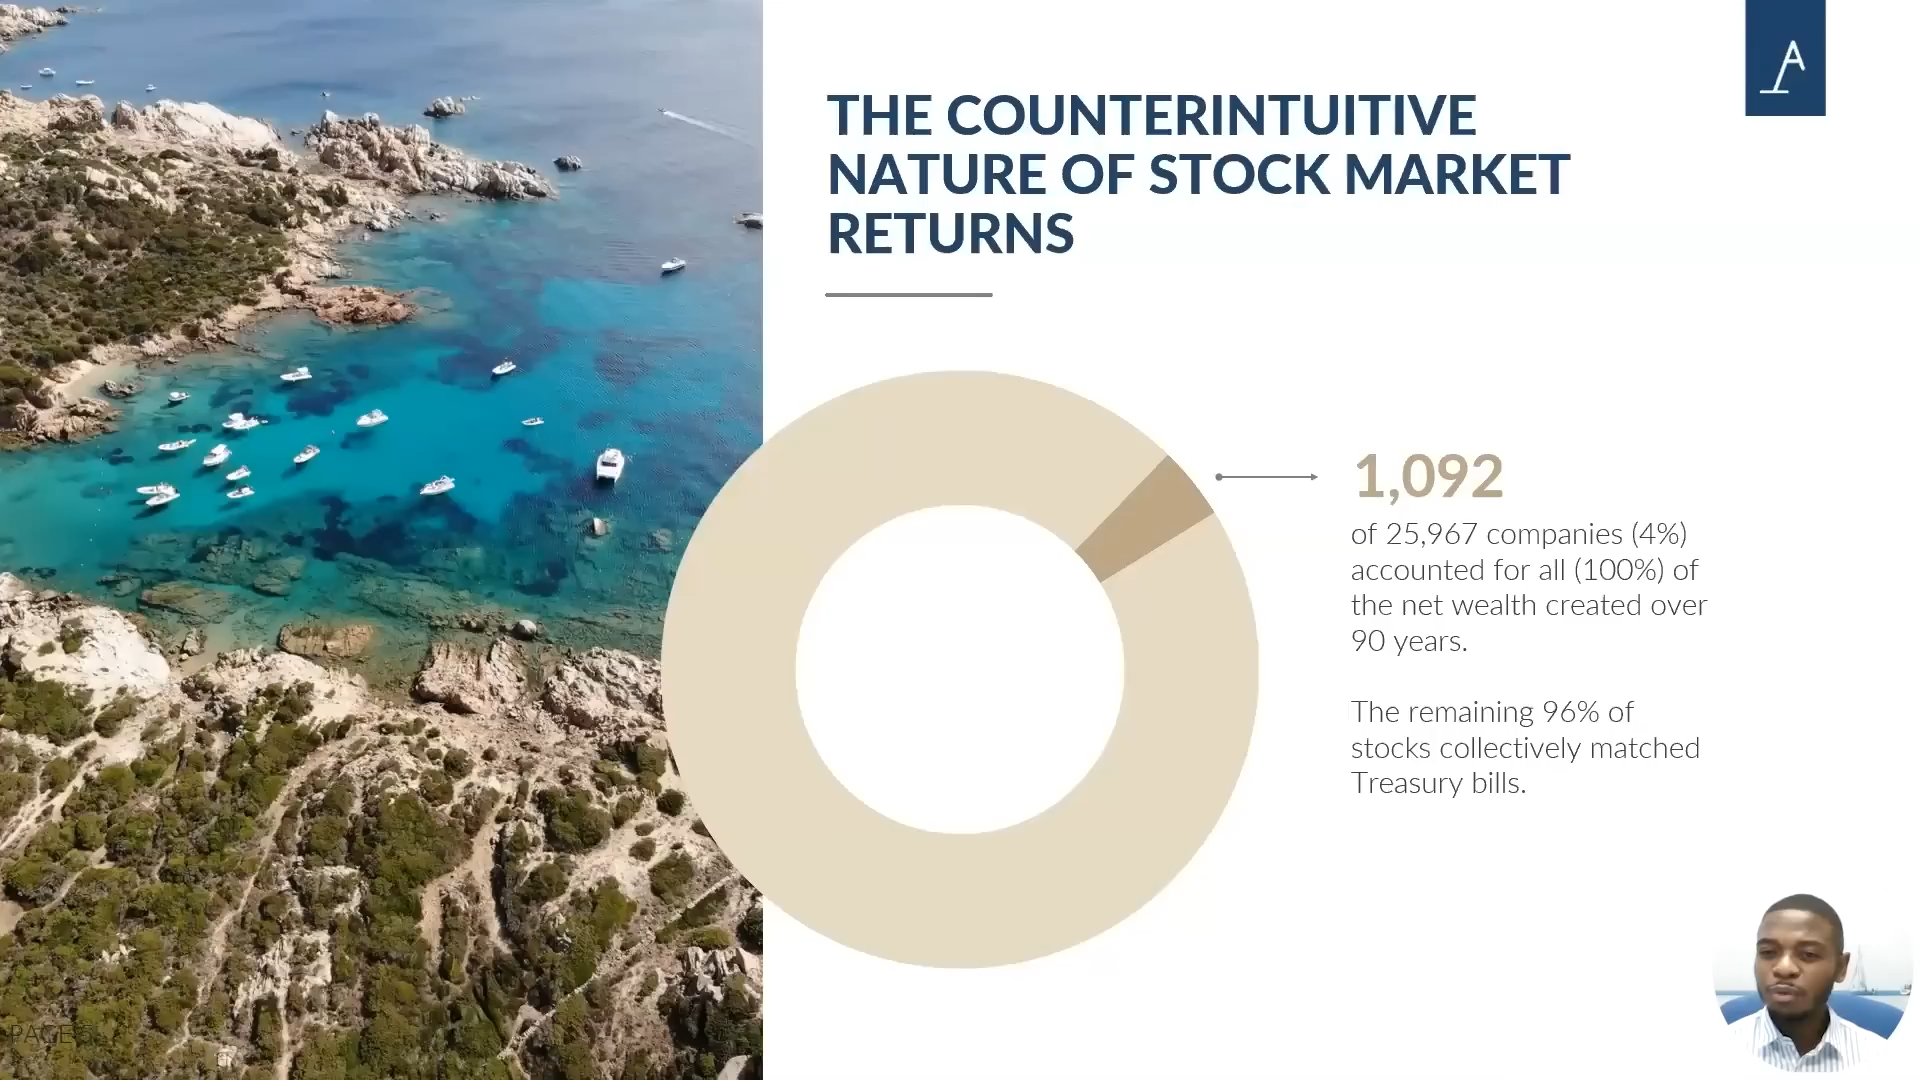 THE COUNTERINTUITIVE
NATURE OF STOCK MARKET
RETURNS
1,092
of 25,967 companies (4%)
accounted for all (100%) of
the net wealth created over
90 years.
The remaining 96% of
stocks collectively matched
Treasury bills.
PAGE